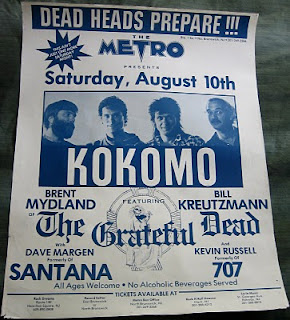 DEAD HEADS PREPARE !!!
THE
METRO
PRESENTS
Saturday, August 10th
KOKOMO
FEATURING
BRENT
MYDLAND
Of
BILL
KREUTZMANN
Of
The Grateful Dead
WITH
DAVE MARGEN
Formerly Of
SANTANA
AND
KEVIN RUSSELL
Formerly Of
707
All Ages Welcome • No Alcoholic Beverages Served
TICKETS AVAILABLE AT